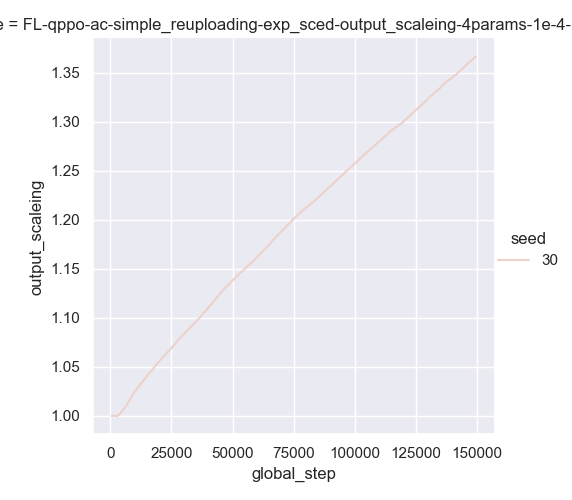 e = FL-qppo-ac-simple_reuploading-exp_sced-output_scaleing-4params-1e-4-
1.35
1.30
1.25
1.20
1.15
1.10
1.05
1.00
output_scaleing
0 25000 50000 75000 100000 125000 150000
global_step
seed
30